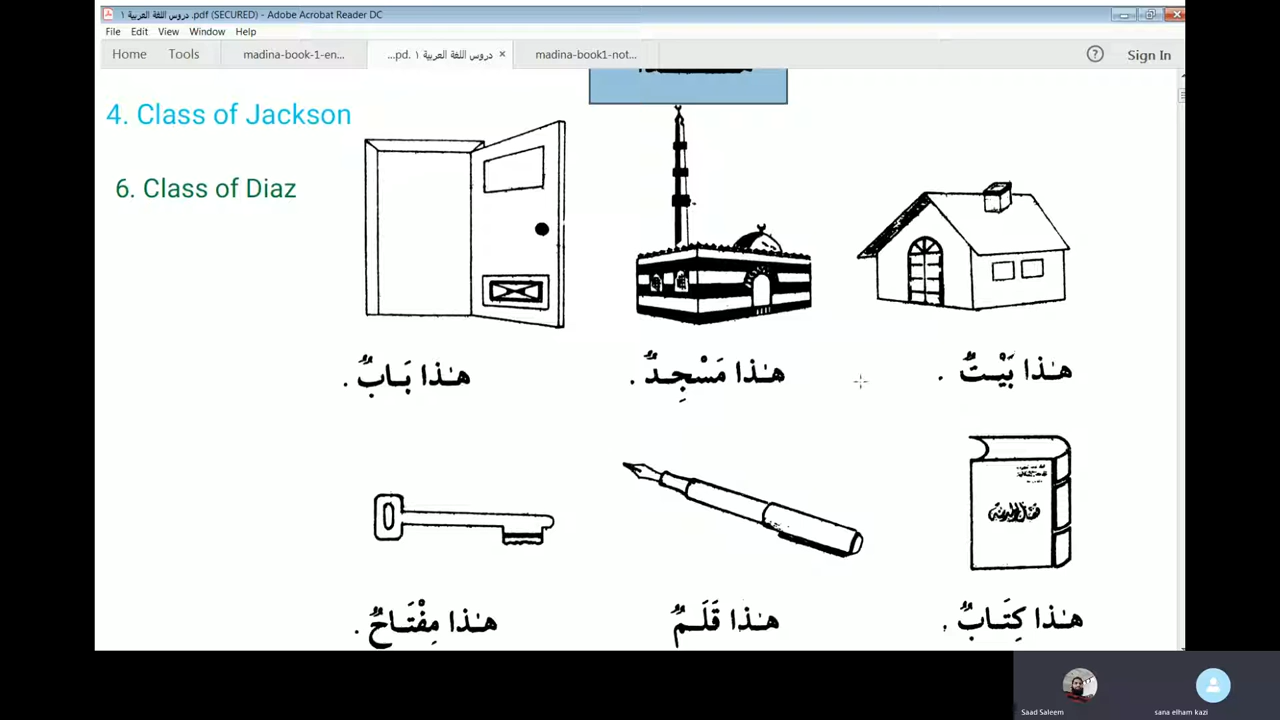 دروس اللغة العربية ١ .pdf (SECURED) - Adobe Acrobat Reader DC
File Edit View Window Help
Home Tools madina-book-1-en... دروس اللغة العربية ١ .pd... × madina-book1-not... ? Sign In
4. Class of Jackson
6. Class of Diaz
هٰذا بَيْتٌ . هٰذا مَسْجِدٌ . هٰذا بَابٌ .
هٰذا كِتَابٌ . هٰذا قَلَمٌ هٰذا مِفْتَاحٌ .
Saad Saleem sana elham kazi